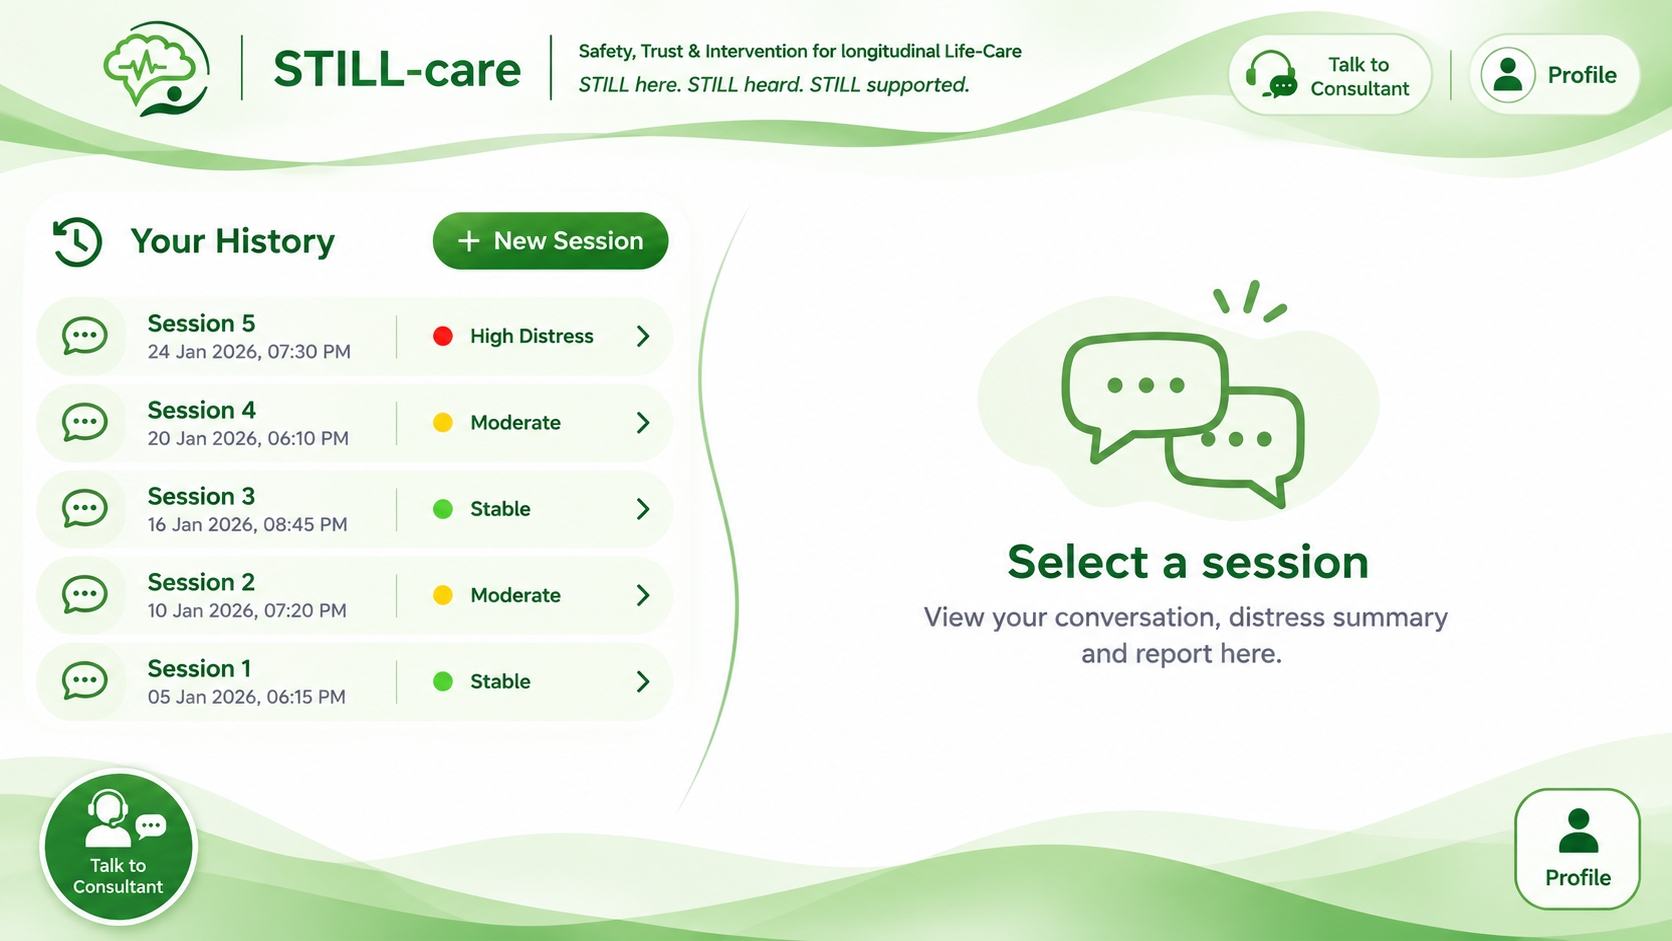 STILL-care
Safety, Trust & Intervention for longitudinal Life-Care
STILL here. STILL heard. STILL supported.
Talk to
Consultant
Profile
Your History
+ New Session
Session 5
24 Jan 2026, 07:30 PM
High Distress
Session 4
20 Jan 2026, 06:10 PM
Moderate
Session 3
16 Jan 2026, 08:45 PM
Stable
Session 2
10 Jan 2026, 07:20 PM
Moderate
Session 1
05 Jan 2026, 06:15 PM
Stable
Select a session
View your conversation, distress summary
and report here.
Talk to
Consultant
Profile